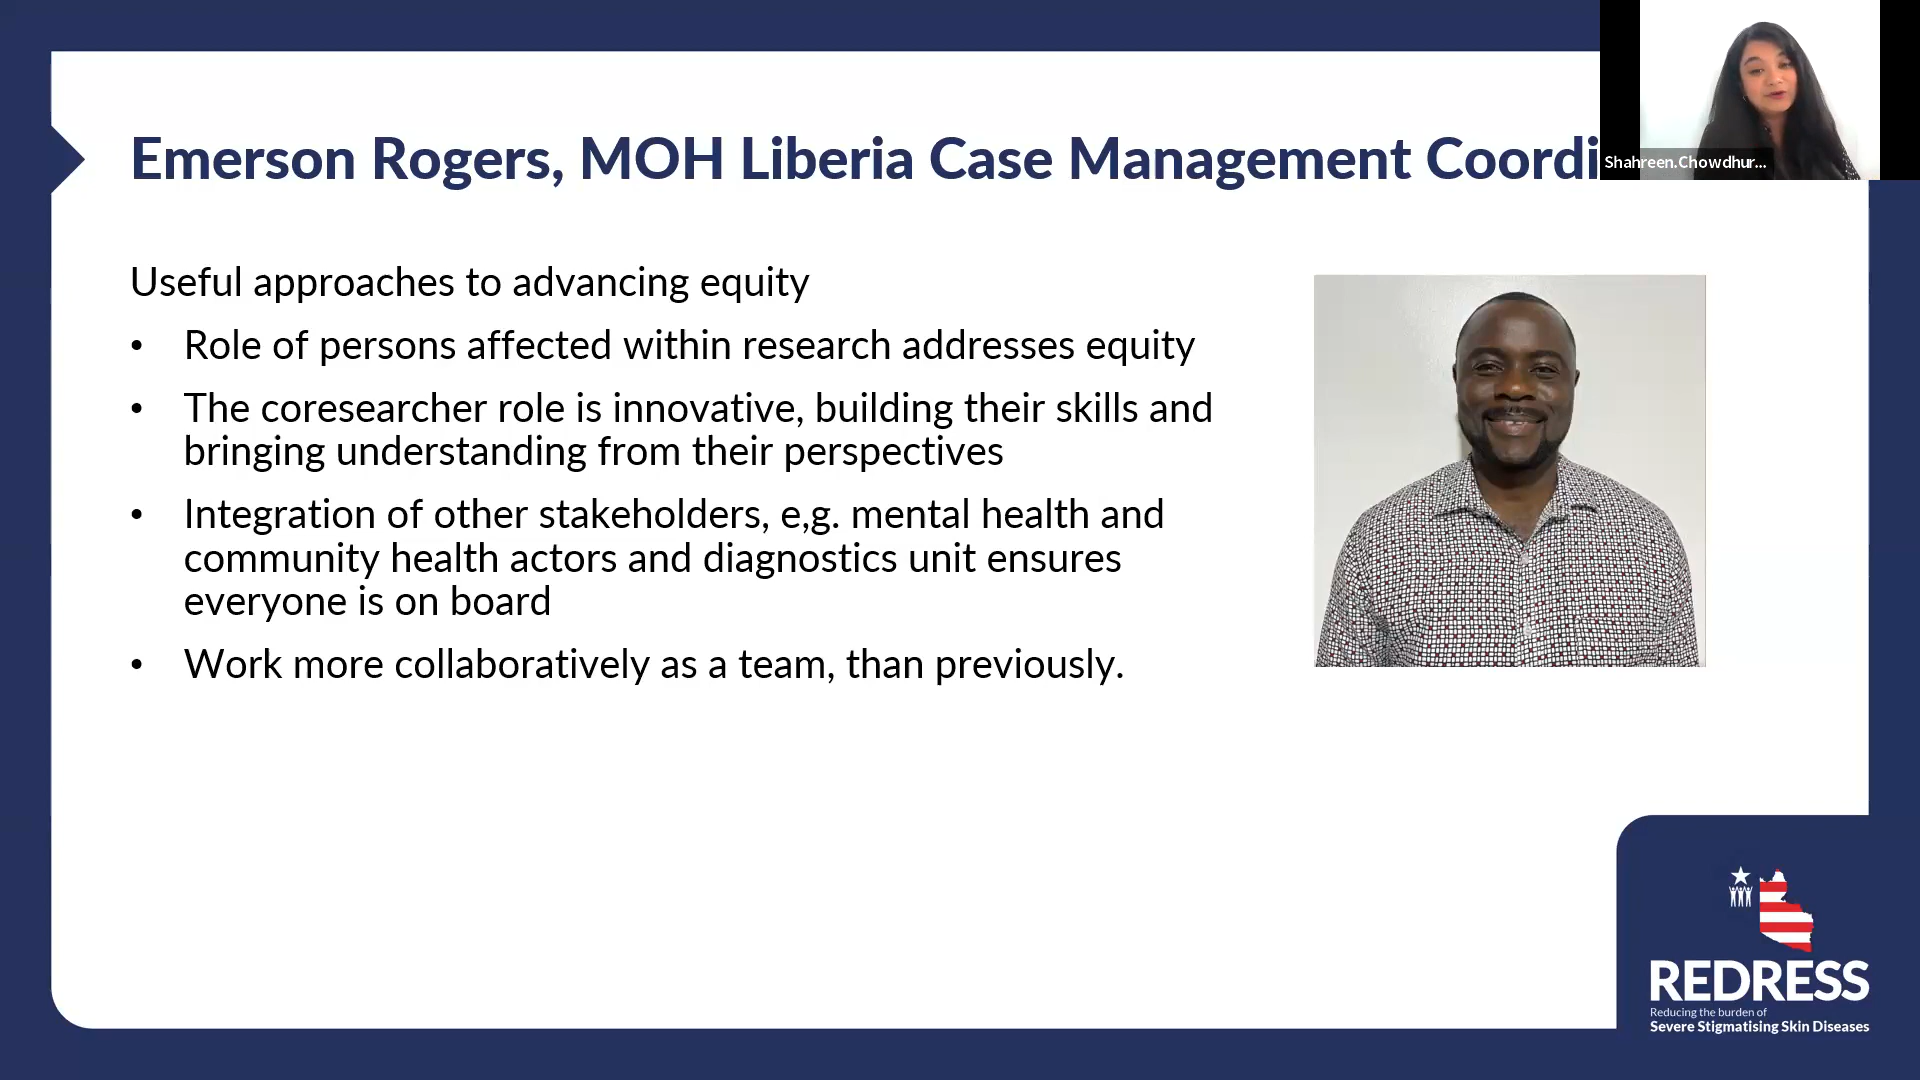 Emerson Rogers, MOH Liberia Case Management Coordi
Shahreen.Chowdhur...
Useful approaches to advancing equity
• Role of persons affected within research addresses equity
• The coresearcher role is innovative, building their skills and
bringing understanding from their perspectives
• Integration of other stakeholders, e,g. mental health and
community health actors and diagnostics unit ensures
everyone is on board
• Work more collaboratively as a team, than previously.
REDRESS
Reducing the burden of
Severe Stigmatising Skin Diseases